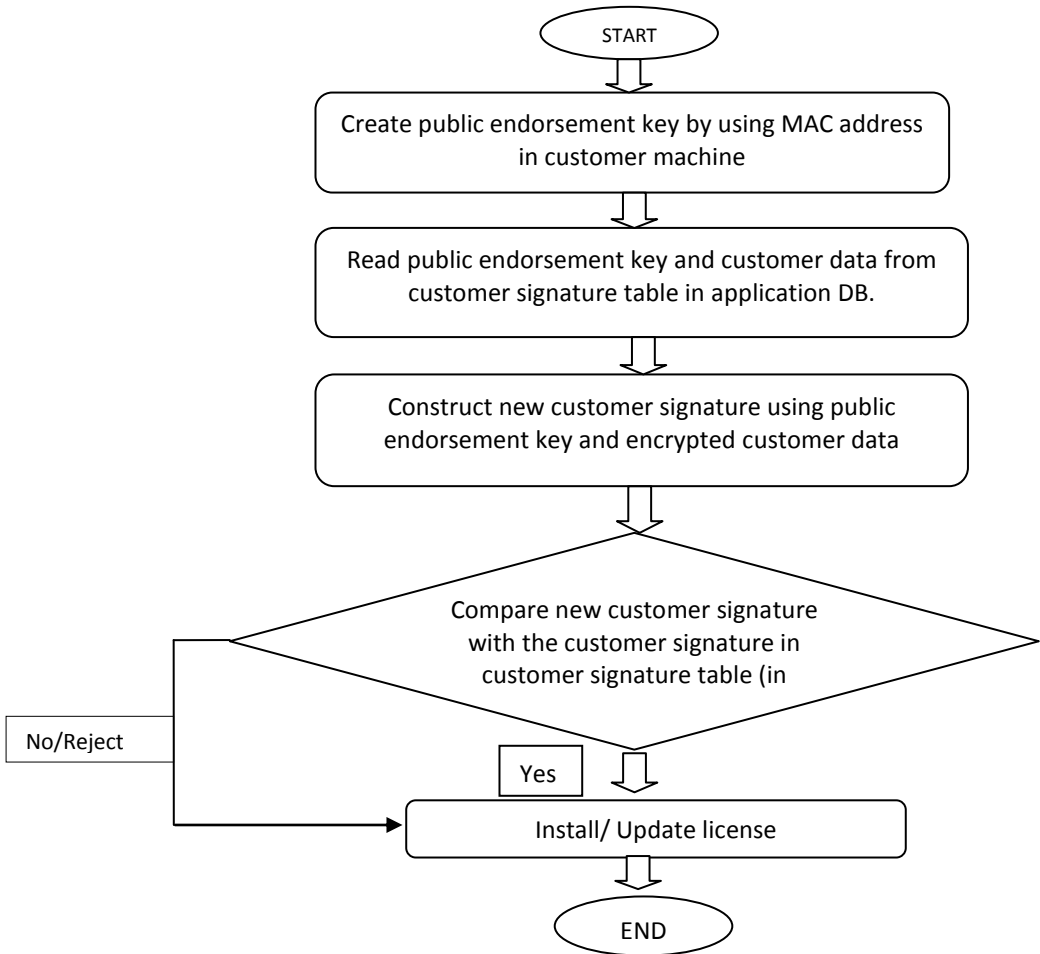 START
Create public endorsement key by using MAC address
in customer machine
Read public endorsement key and customer data from
customer signature table in application DB.
Construct new customer signature using public
endorsement key and encrypted customer data
Compare new customer signature
with the customer signature in
customer signature table (in
No/Reject
Yes
Install/ Update license
END